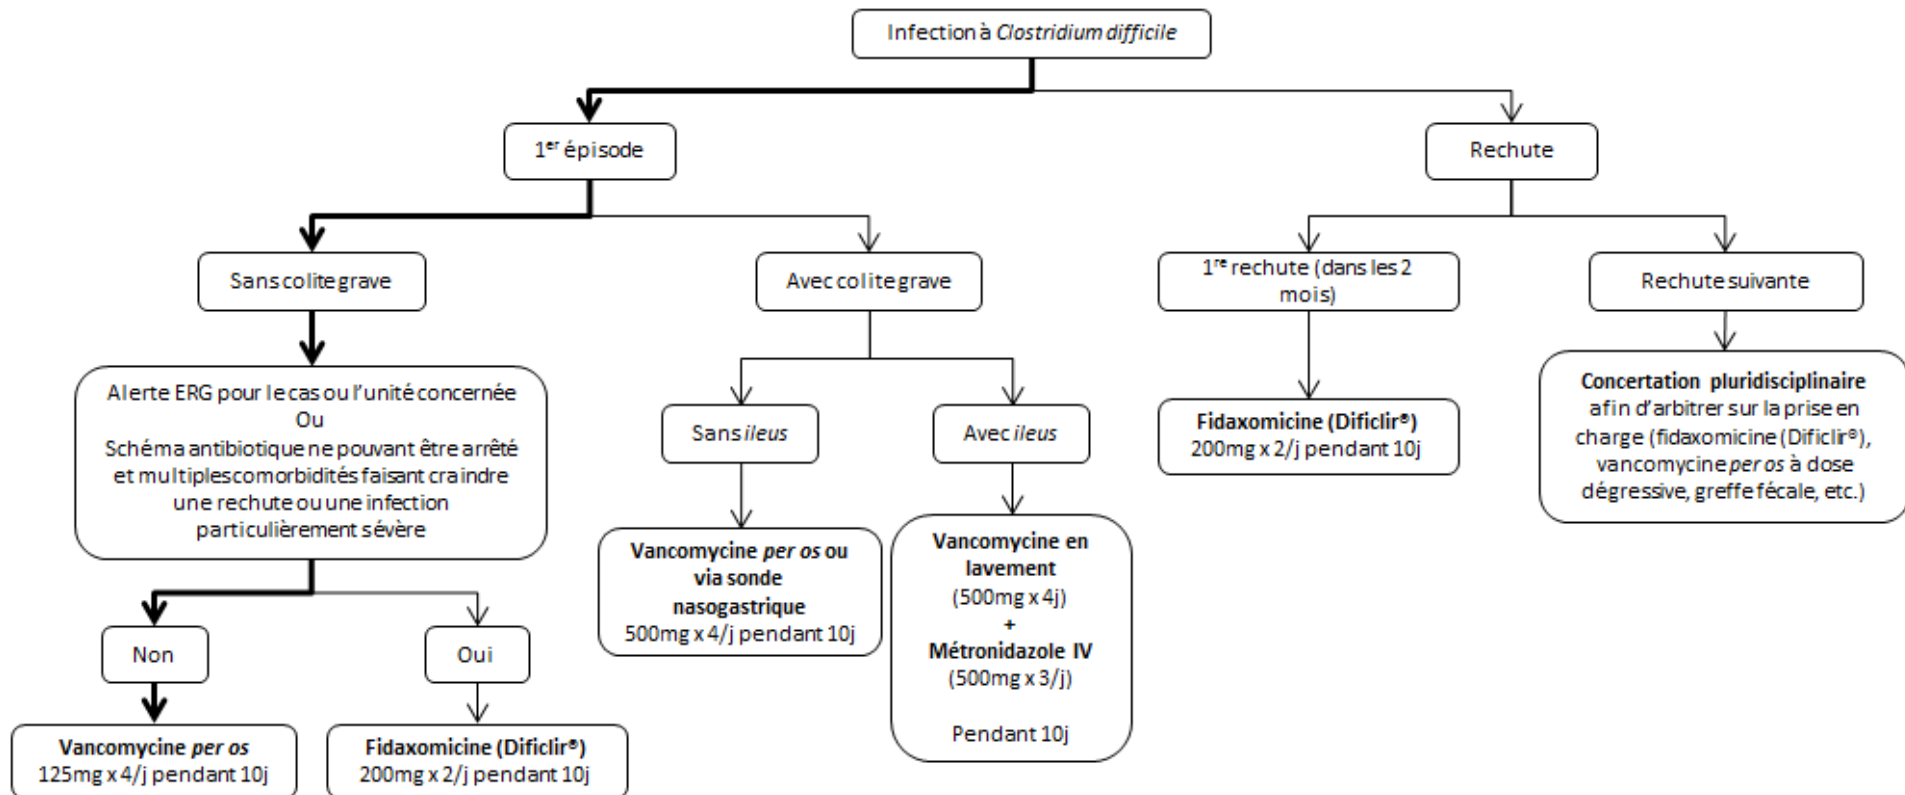 Infection à Clostridium difficile
1er épisode
Rechute
Sans colite grave
Avec colite grave
1re rechute (dans les 2
mois)
Rechute suivante
Alerte ERG pour le cas ou l'unité concernée
Ou
Schéma antibiotique ne pouvant être arrêté
et multiples comorbidités faisant craindre
une rechute ou une infection
particulièrement sévère
Sans ileus
Avec ileus
Fidaxomicine (Dificlir®)
200mg x 2/j pendant 10j
Concertation pluridisciplinaire
afin d'arbitrer sur la prise en
charge (fidaxomicine (Dificlir®),
vancomycine per os à dose
dégressive, greffe fécale, etc.)
Vancomycine per os ou
via sonde
nasogastrique
500mg x 4/j pendant 10j
Vancomycine en
lavement
(500mg x 4j)
+
Métronidazole IV
(500mg x 3/j)
Pendant 10j
Non
Oui
Vancomycine per os
125mg x 4/j pendant 10j
Fidaxomicine (Dificlir®)
200mg x 2/j pendant 10j